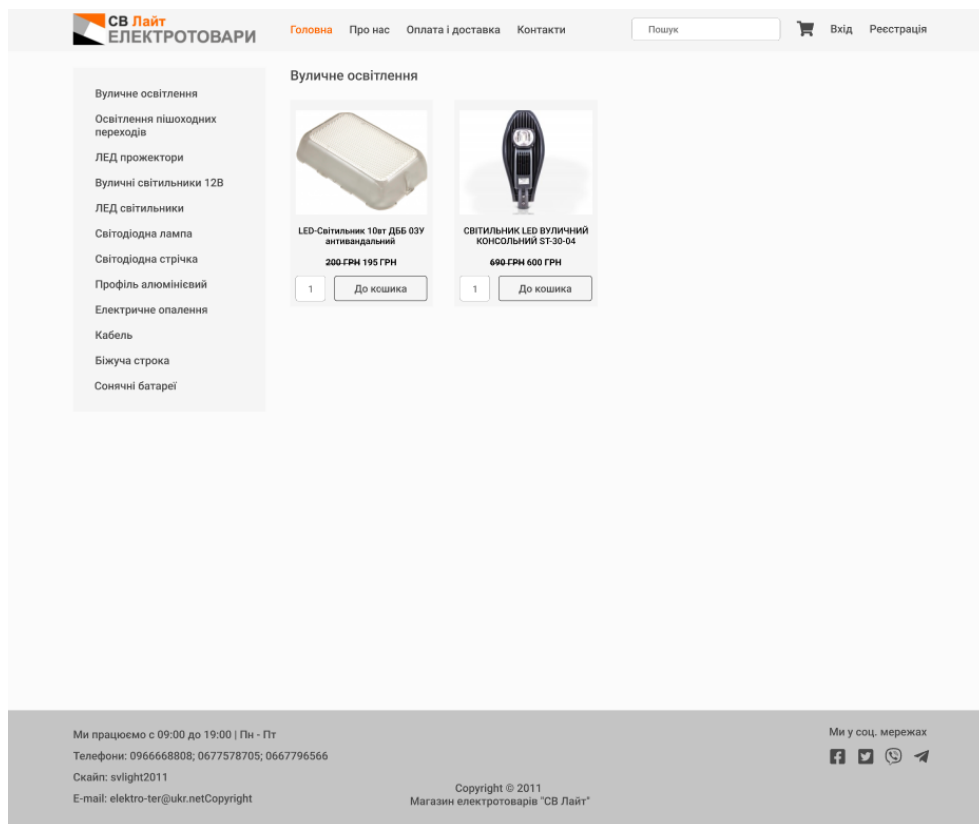 СВ Лайт
ЕЛЕКТРОТОВАРИ
Головна Про нас Оплата і доставка Контакти Пошук Вхід Реєстрація
Вуличне освітлення
Освітлення пішоходних
переходів
ЛЕД прожектори
Вуличні світильники 12В
ЛЕД світильники
Світодіодна лампа
Світодіодна стрічка
Профіль алюмінієвий
Електричне опалення
Кабель
Біжуча строка
Сонячні батареї
Вуличне освітлення
LED-Світильник 10вт ДББ 03У
антивандальний
200 ГРН 195 ГРН
1 До кошика
СВІТИЛЬНИК LED ВУЛИЧНИЙ
КОНСОЛЬНИЙ ST-30-04
690 ГРН 600 ГРН
1 До кошика
Ми працюємо с 09:00 до 19:00 | Пн - Пт
Телефони: 0966668808; 0677578705; 0667796566
Скайп: svlight2011
E-mail: elektro-ter@ukr.netCopyright
Copyright © 2011
Магазин електротоварів "СВ Лайт"
Ми у соц. мережах